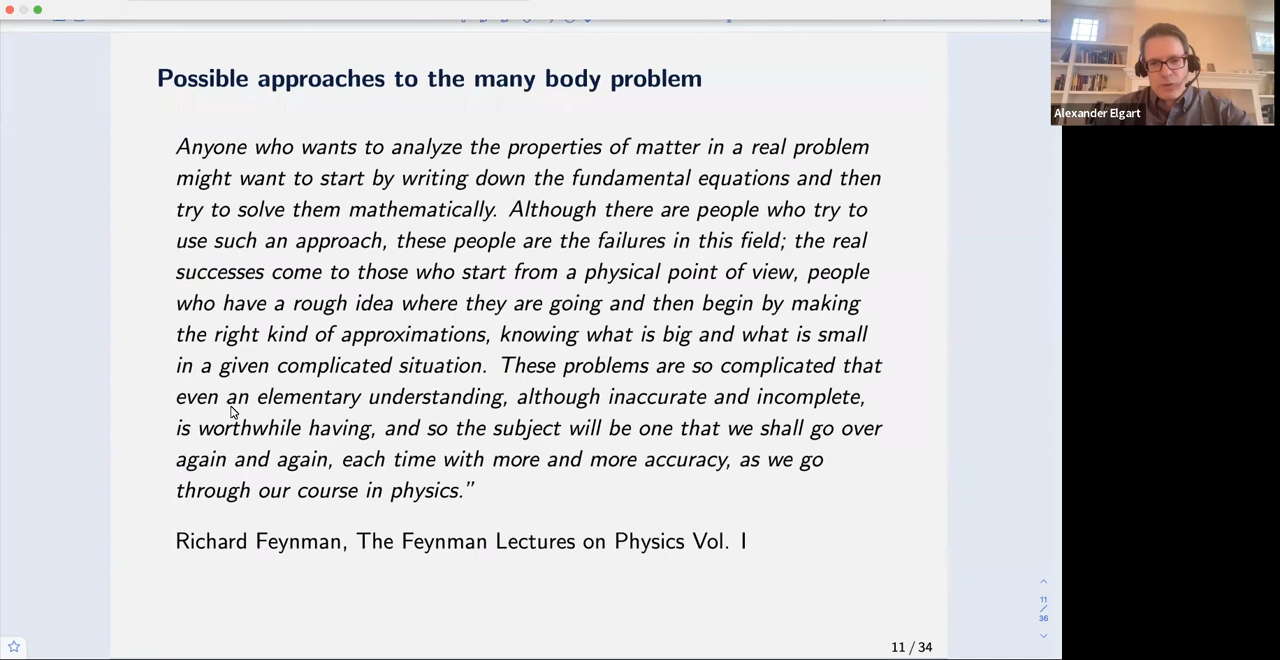 Possible approaches to the many body problem
Anyone who wants to analyze the properties of matter in a real problem
might want to start by writing down the fundamental equations and then
try to solve them mathematically. Although there are people who try to
use such an approach, these people are the failures in this field; the real
successes come to those who start from a physical point of view, people
who have a rough idea where they are going and then begin by making
the right kind of approximations, knowing what is big and what is small
in a given complicated situation. These problems are so complicated that
even an elementary understanding, although inaccurate and incomplete,
is worthwhile having, and so the subject will be one that we shall go over
again and again, each time with more and more accuracy, as we go
through our course in physics.”
Richard Feynman, The Feynman Lectures on Physics Vol. I
11 / 34
11
/
36
Alexander Elgart